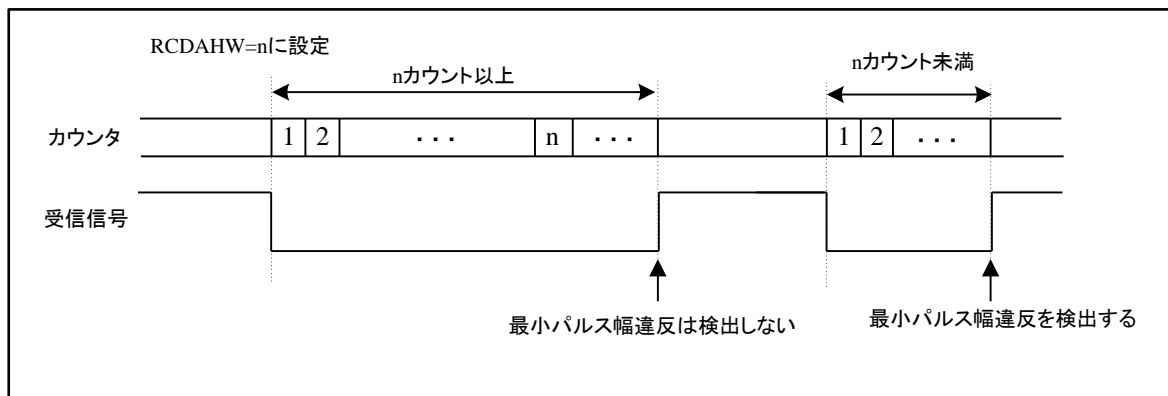 RCDAHW=nに設定
nカウント以上
nカウント未満
カウンタ
1 2 ・・・ n ・・・
1 2 ・・・
受信信号
最小パルス幅違反は検出しない
最小パルス幅違反を検出する